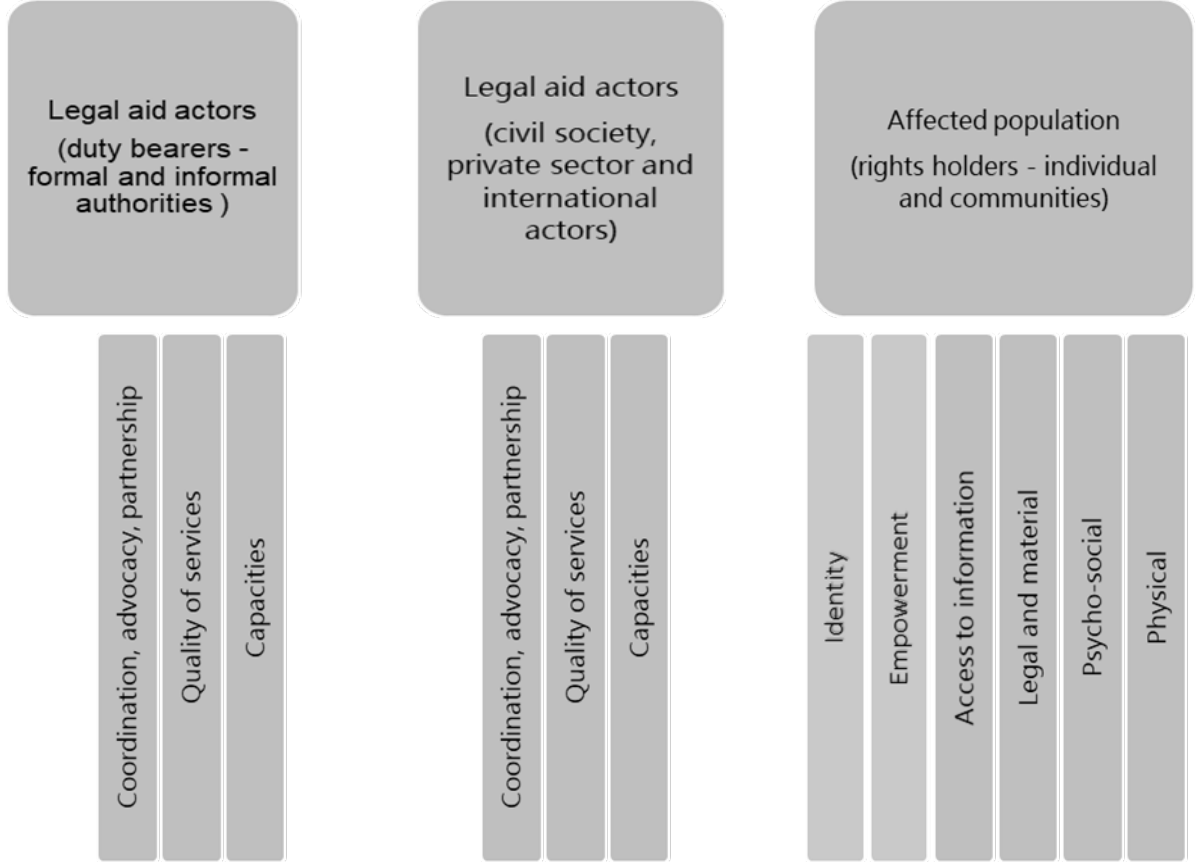 Legal aid actors
(duty bearers -
formal and informal
authorities )
Legal aid actors
(civil society,
private sector and
international
actors)
Affected population
(rights holders - individual
and communities)
Coordination, advocacy, partnership
Quality of services
Capacities
Coordination, advocacy, partnership
Quality of services
Capacities
Identity
Empowerment
Access to information
Legal and material
Psycho-social
Physical